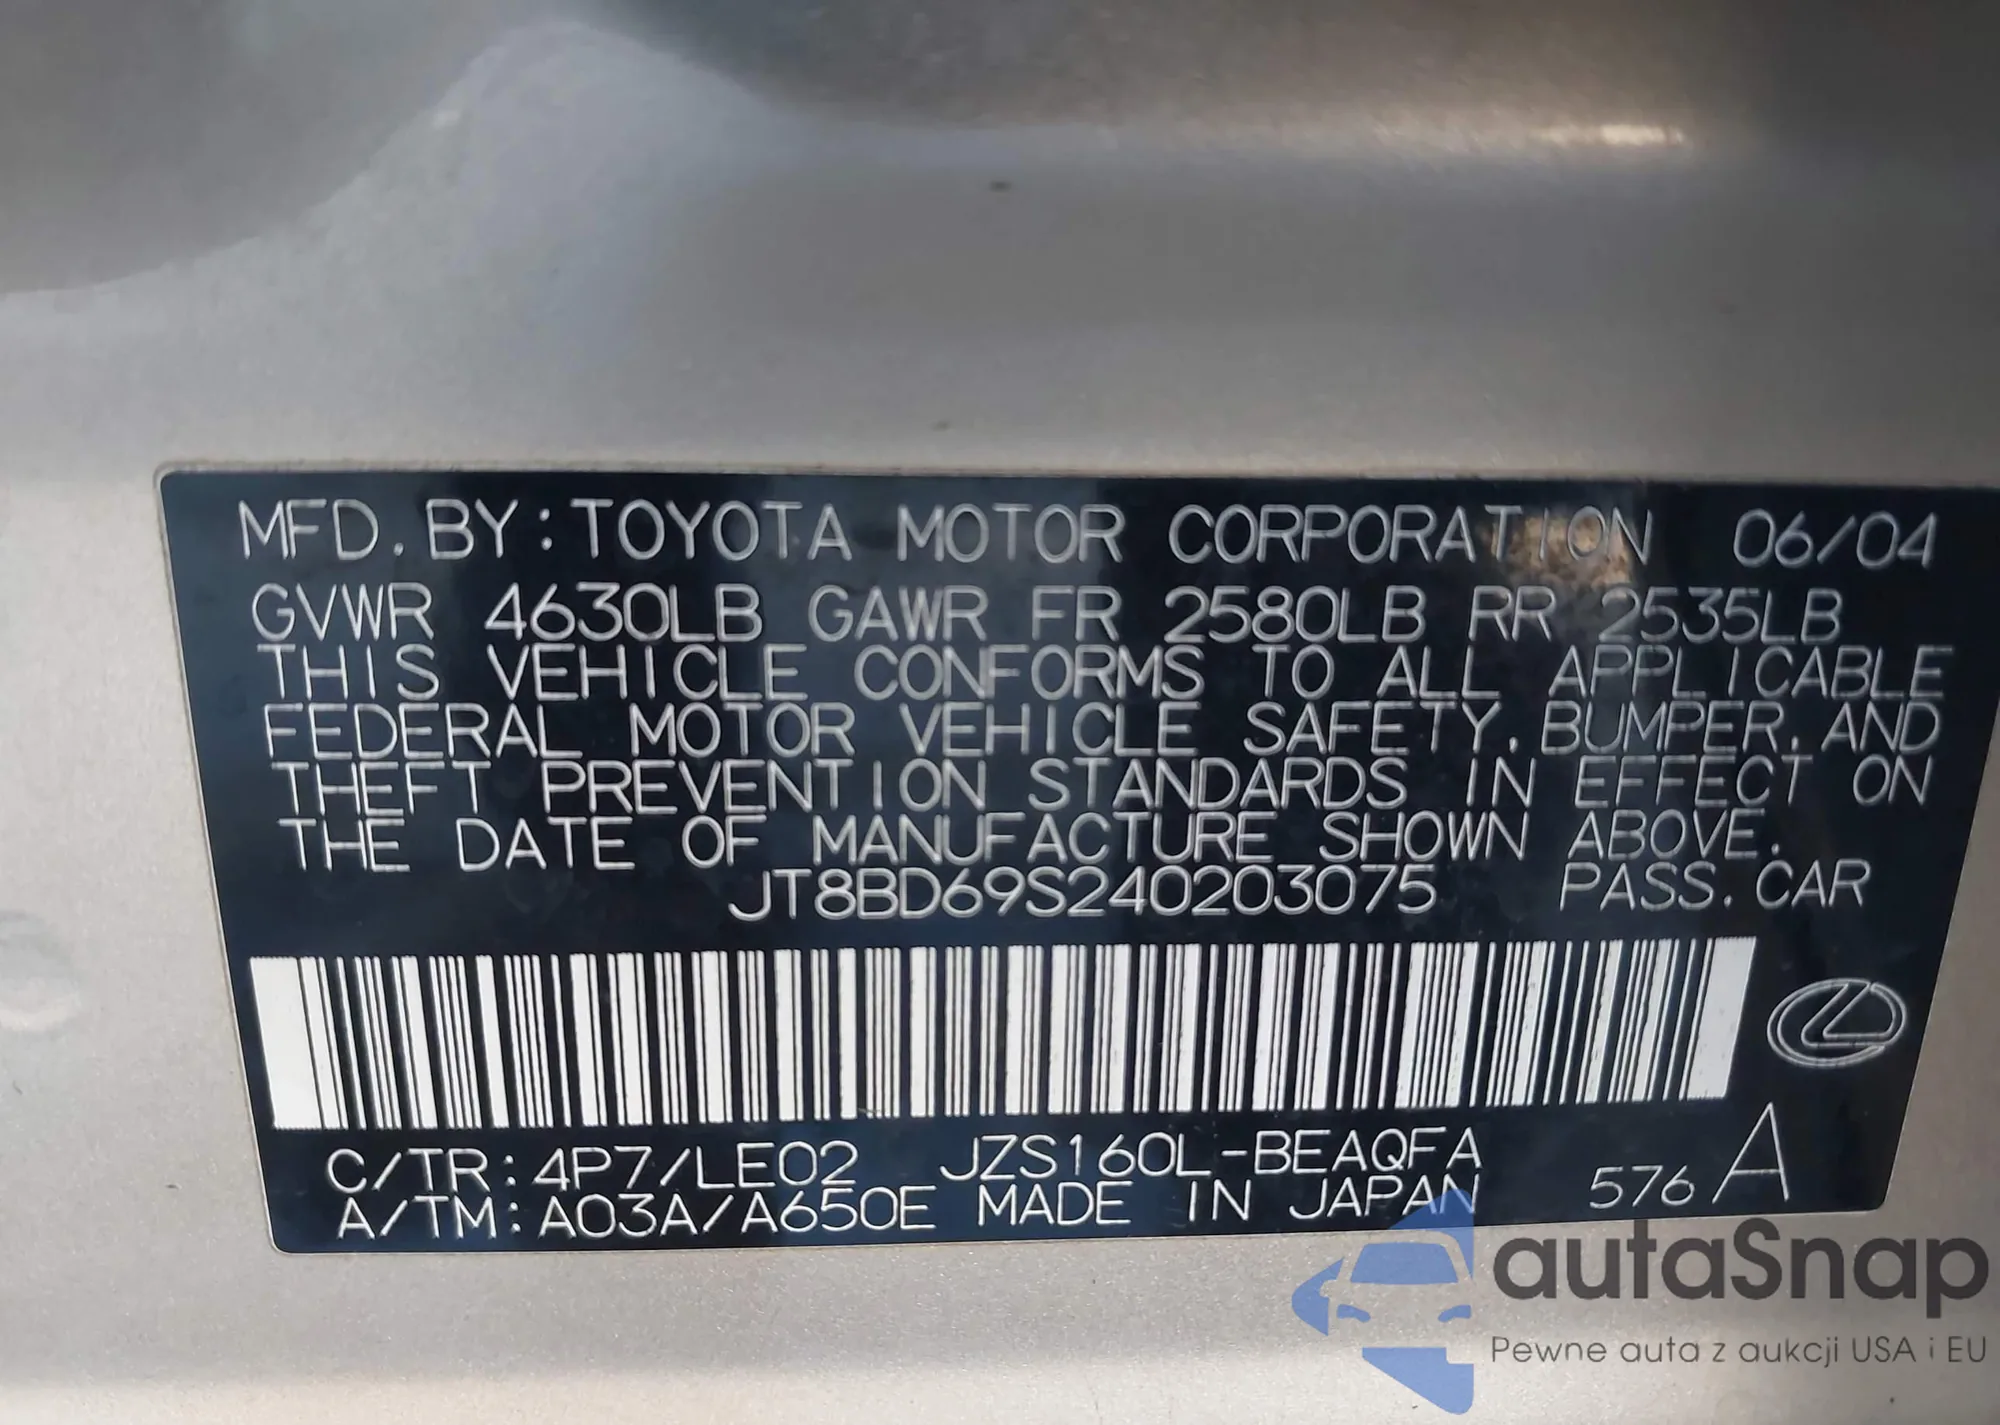 MFD. BY: TOYOTA MOTOR CORPORATION 06/04
GVWR 4630LB GAWR FR 2580LB RR 2535LB
THIS VEHICLE CONFORMS TO ALL APPLICABLE
FEDERAL MOTOR VEHICLE SAFETY, BUMPER, AND
THEFT PREVENTION STANDARDS IN EFFECT ON
THE DATE OF MANUFACTURE SHOWN ABOVE.
JT8BD69S240203075 PASS. CAR
C/TR: 4P7/LE02 JZS160L-BEAQFA
A/TM: A03A/A650E MADE IN JAPAN 576 A
autaSnap
Pewne auta z aukcji USA i EU